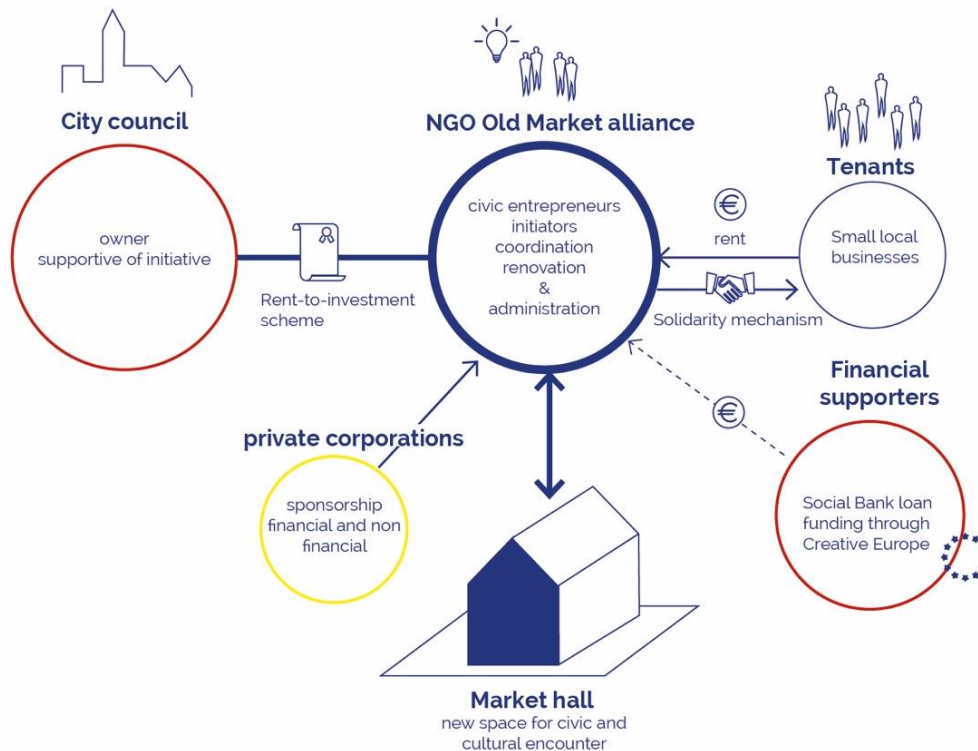 City council
owner
supportive of initiative
Rent-to-investment
scheme
NGO Old Market alliance
civic entrepreneurs
initiators
coordination
renovation
&
administration
Tenants
€
rent
Small local
businesses
Solidarity mechanism
private corporations
sponsorship
financial and non
financial
Financial
supporters
€
Social Bank loan
funding through
Creative Europe
Market hall
new space for civic and
cultural encounter